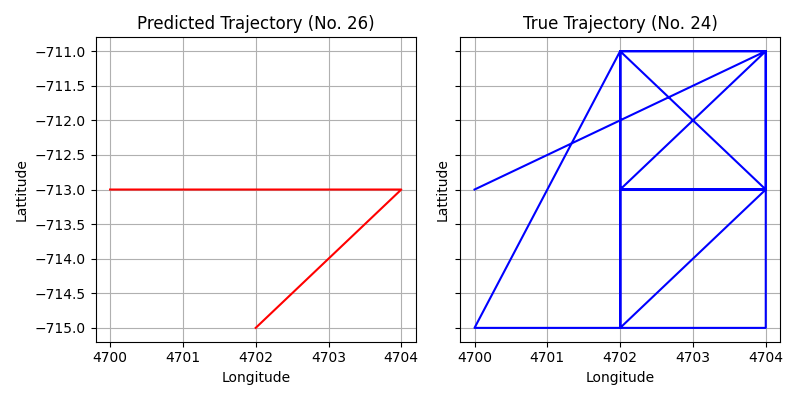 Predicted Trajectory (No. 26)
True Trajectory (No. 24)
−711.0
−711.5
−712.0
−712.5
−713.0
−713.5
−714.0
−714.5
−715.0
Lattitude
Lattitude
4700 4701 4702 4703 4704
4700 4701 4702 4703 4704
Longitude
Longitude